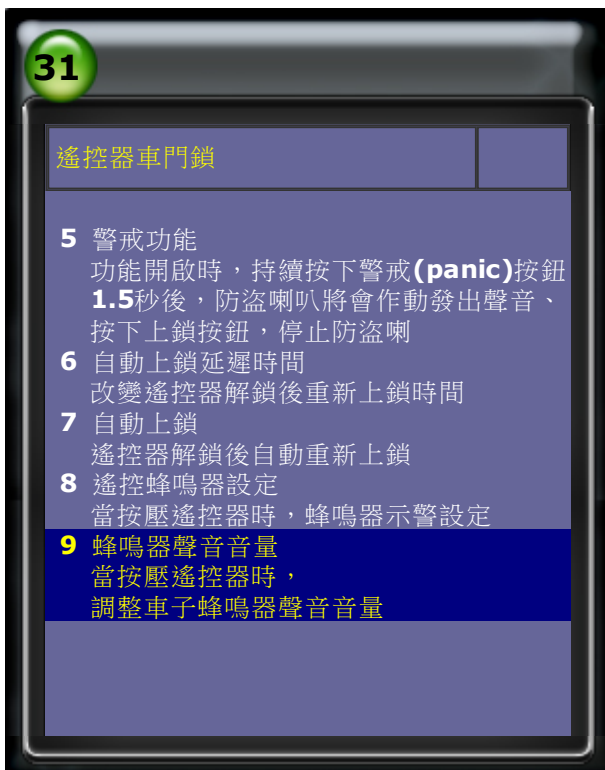 31
遙控器車門鎖
5 警戒功能
功能開啟時，持續按下警戒(panic)按鈕
1.5秒後，防盜喇叭將會作動發出聲音、
按下上鎖按鈕，停止防盜喇
6 自動上鎖延遲時間
改變遙控器解鎖後重新上鎖時間
7 自動上鎖
遙控器解鎖後自動重新上鎖
8 遙控蜂鳴器設定
當按壓遙控器時，蜂鳴器示警設定
9 蜂鳴器聲音音量
當按壓遙控器時，
調整車子蜂鳴器聲音音量